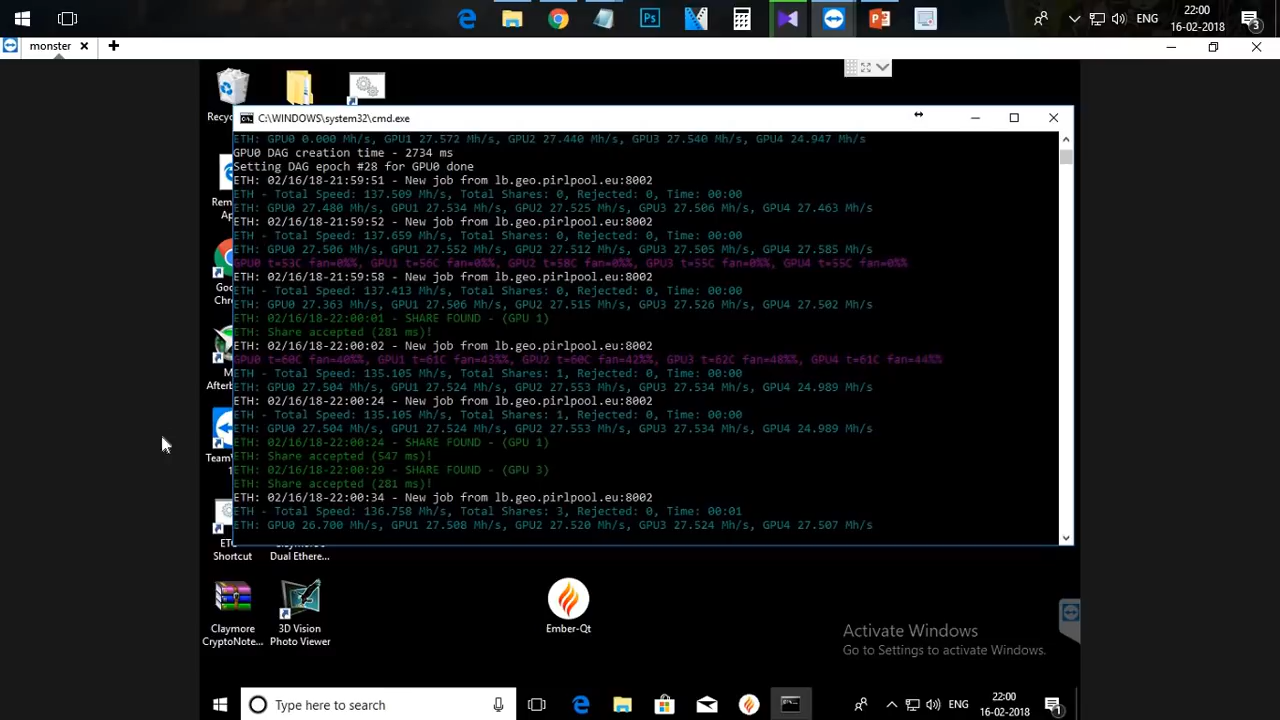 ENG
22:00
16-02-2018
3
monster
Recyc
C:\WINDOWS\system32\cmd.exe
ETH: GPU0 0.000 Mh/s, GPU1 27.572 Mh/s, GPU2 27.440 Mh/s, GPU3 27.540 Mh/s, GPU4 24.947 Mh/s
GPU0 DAG creation time - 2734 ms
Setting DAG epoch #28 for GPU0 done
ETH: 02/16/18-21:59:51 - New job from lb.geo.pirlpool.eu:8002
ETH - Total Speed: 137.509 Mh/s, Total Shares: 0, Rejected: 0, Time: 00:00
ETH: GPU0 27.480 Mh/s, GPU1 27.534 Mh/s, GPU2 27.525 Mh/s, GPU3 27.506 Mh/s, GPU4 27.463 Mh/s
ETH: 02/16/18-21:59:52 - New job from lb.geo.pirlpool.eu:8002
ETH - Total Speed: 137.659 Mh/s, Total Shares: 0, Rejected: 0, Time: 00:00
ETH: GPU0 27.506 Mh/s, GPU1 27.552 Mh/s, GPU2 27.512 Mh/s, GPU3 27.505 Mh/s, GPU4 27.585 Mh/s
GPU0 t=53C fan=0%%, GPU1 t=56C fan=0%%, GPU2 t=58C fan=0%%, GPU3 t=55C fan=0%%, GPU4 t=55C fan=0%%
ETH: 02/16/18-21:59:58 - New job from lb.geo.pirlpool.eu:8002
ETH - Total Speed: 137.413 Mh/s, Total Shares: 0, Rejected: 0, Time: 00:00
ETH: GPU0 27.363 Mh/s, GPU1 27.506 Mh/s, GPU2 27.515 Mh/s, GPU3 27.526 Mh/s, GPU4 27.502 Mh/s
ETH: 02/16/18-22:00:01 - SHARE FOUND - (GPU 1)
ETH: Share accepted (281 ms)!
ETH: 02/16/18-22:00:02 - New job from lb.geo.pirlpool.eu:8002
GPU0 t=60C fan=40%%, GPU1 t=61C fan=43%%, GPU2 t=60C fan=42%%, GPU3 t=62C fan=48%%, GPU4 t=61C fan=44%%
ETH - Total Speed: 135.105 Mh/s, Total Shares: 1, Rejected: 0, Time: 00:00
ETH: GPU0 27.504 Mh/s, GPU1 27.524 Mh/s, GPU2 27.553 Mh/s, GPU3 27.534 Mh/s, GPU4 24.989 Mh/s
ETH: 02/16/18-22:00:24 - New job from lb.geo.pirlpool.eu:8002
ETH - Total Speed: 135.105 Mh/s, Total Shares: 1, Rejected: 0, Time: 00:00
ETH: GPU0 27.504 Mh/s, GPU1 27.524 Mh/s, GPU2 27.553 Mh/s, GPU3 27.534 Mh/s, GPU4 24.989 Mh/s
ETH: 02/16/18-22:00:24 - SHARE FOUND - (GPU 1)
ETH: Share accepted (547 ms)!
ETH: 02/16/18-22:00:29 - SHARE FOUND - (GPU 3)
ETH: Share accepted (281 ms)!
ETH: 02/16/18-22:00:34 - New job from lb.geo.pirlpool.eu:8002
ETH - Total Speed: 136.758 Mh/s, Total Shares: 3, Rejected: 0, Time: 00:01
ETH: GPU0 26.700 Mh/s, GPU1 27.508 Mh/s, GPU2 27.520 Mh/s, GPU3 27.524 Mh/s, GPU4 27.507 Mh/s
Rem
Ap
Goo
Chr
Afterb
Team
Shortcut
Dual Ethere...
Claymore
CryptoNote...
3D Vision
Photo Viewer
Ember-Qt
Activate Windows
Go to Settings to activate Windows.
Type here to search
ENG
22:00
16-02-2018
1